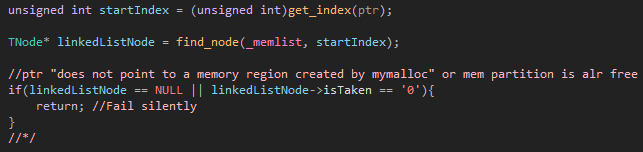 unsigned int startIndex = (unsigned int)get_index(ptr);
TNode* linkedListNode = find_node(_memlist, startIndex);
//ptr "does not point to a memory region created by mymalloc" or mem partition is alr free
if(linkedListNode == NULL || linkedListNode->isTaken == '0'){
return; //Fail silently
}
//*/